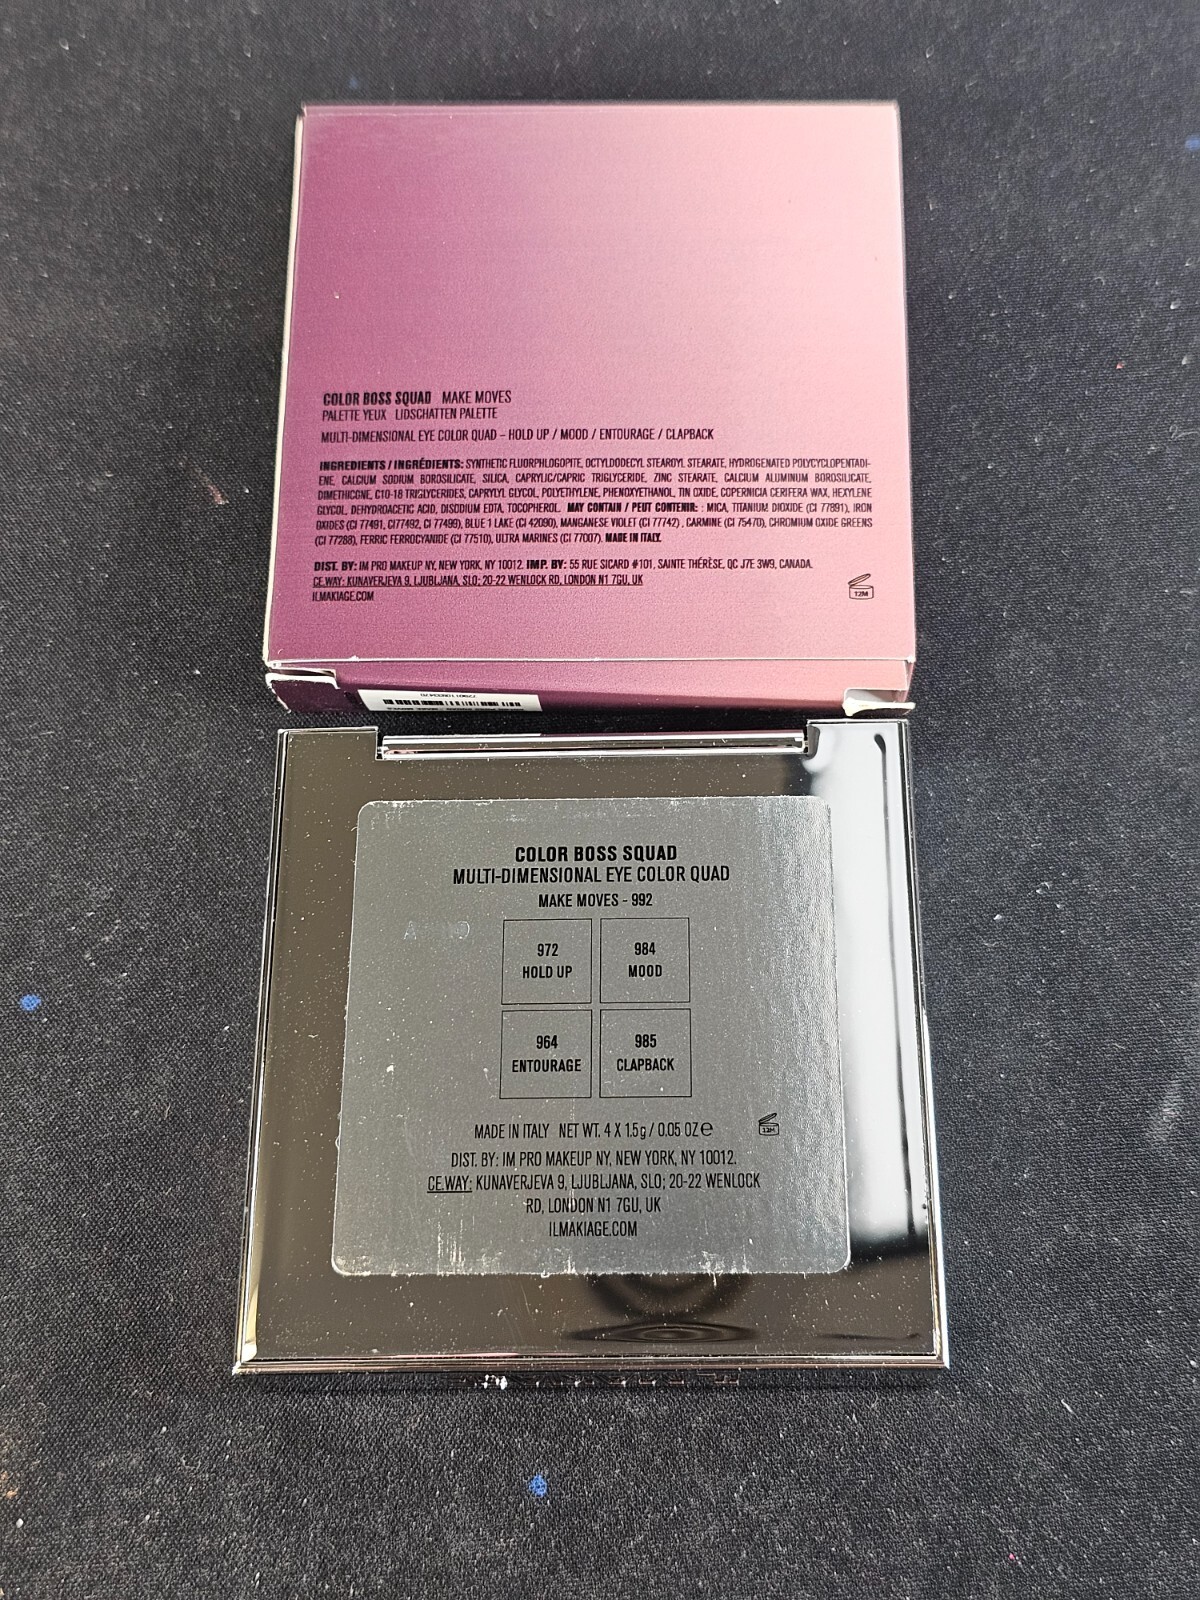 COLOR BOSS SQUAD MAKE MOVES
PALETTE YEUX LIDSCHATTEN PALETTE
MULTI-DIMENSIONAL EYE COLOR QUAD – HOLD UP / MOOD / ENTOURAGE / CLAPBACK
INGREDIENTS / INGRÉDIENTS: SYNTHETIC FLUORPHLOGOPITE, OCTYLDODECYL STEAROYL STEARATE, HYDROGENATED POLYCYCLOPENTADI-
ENE, CALCIUM SODIUM BOROSILICATE, SILICA, CAPRYLIC/CAPRIC TRIGLYCERIDE, ZINC STEARATE, CALCIUM ALUMINUM BOROSILICATE,
DIMETHICONE, C10-18 TRIGLYCERIDES, CAPRYLYL GLYCOL, POLYETHYLENE, PHENOXYETHANOL, TIN OXIDE, COPERNICIA CERIFERA WAX, HEXYLENE
GLYCOL, DEHYDROACETIC ACID, DISODIUM EDTA, TOCOPHEROL. MAY CONTAIN / PEUT CONTENIR: : MICA, TITANIUM DIOXIDE (CI 77891), IRON
OXIDES (CI 77491, CI77492, CI 77499), BLUE 1 LAKE (CI 42090), MANGANESE VIOLET (CI 77742) , CARMINE (CI 75470), CHROMIUM OXIDE GREENS
(CI 77288), FERRIC FERROCYANIDE (CI 77510), ULTRA MARINES (CI 77007). MADE IN ITALY.
DIST. BY: IM PRO MAKEUP NY, NEW YORK, NY 10012. IMP. BY: 55 RUE SICARD #101, SAINTE THÉRÈSE, QC J7E 3W9, CANADA.
CE.WAY: KUNAVERJEVA 9, LJUBLJANA, SLO; 20-22 WENLOCK RD, LONDON N1 7GU, UK
ILMAKIAGE.COM
12M
COLOR BOSS SQUAD
MULTI-DIMENSIONAL EYE COLOR QUAD
MAKE MOVES - 992
972 984
HOLD UP MOOD
964 985
ENTOURAGE CLAPBACK
MADE IN ITALY NET WT. 4 X 1.5g / 0.05 OZ ℮
12M
DIST. BY: IM PRO MAKEUP NY, NEW YORK, NY 10012.
CE.WAY: KUNAVERJEVA 9, LJUBLJANA, SLO; 20-22 WENLOCK
RD, LONDON N1 7GU, UK
ILMAKIAGE.COM